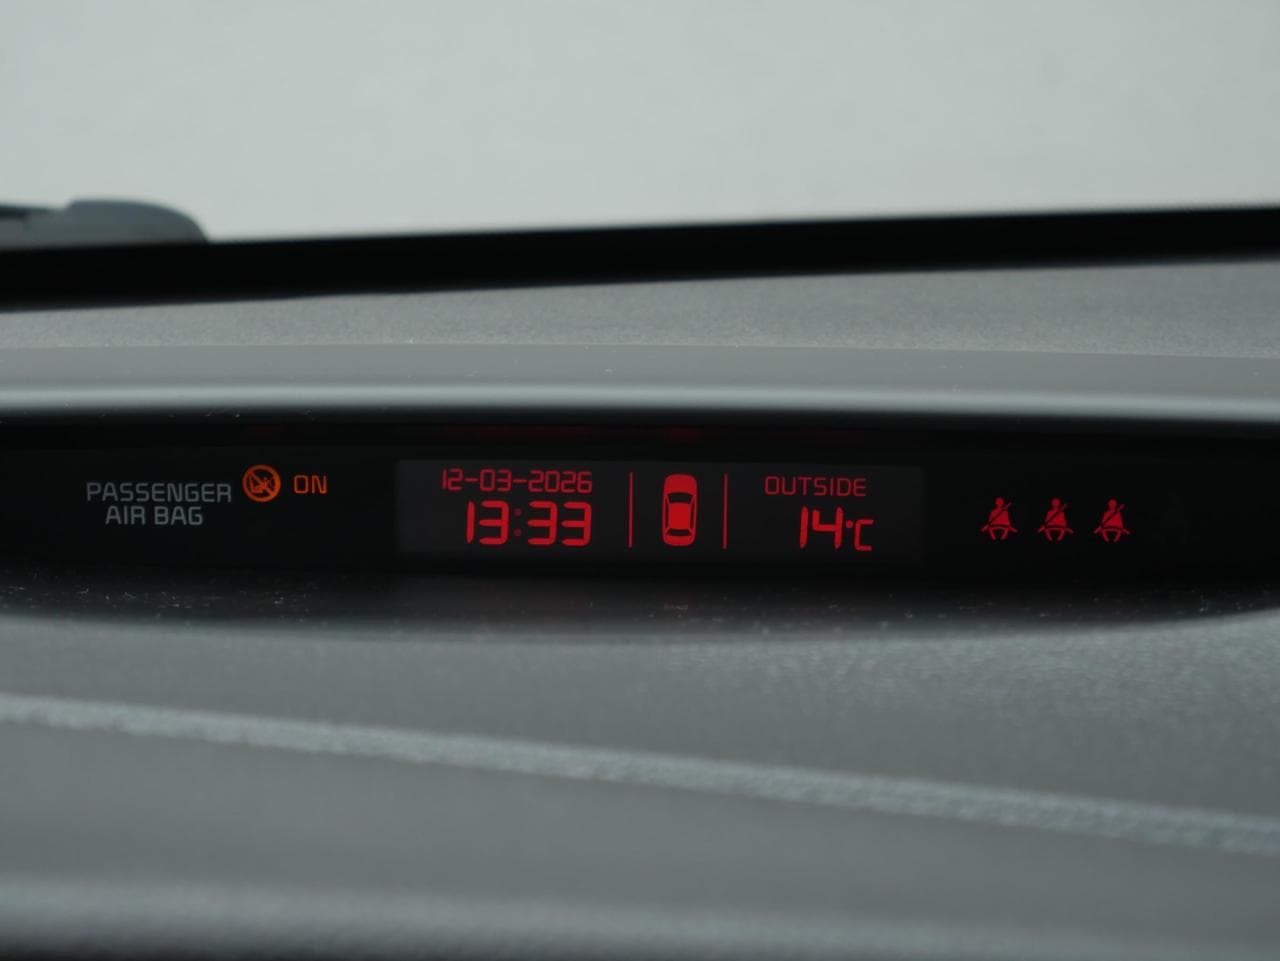 PASSENGER
AIR BAG
ON
12-03-2026
13:33
OUTSIDE
14°C